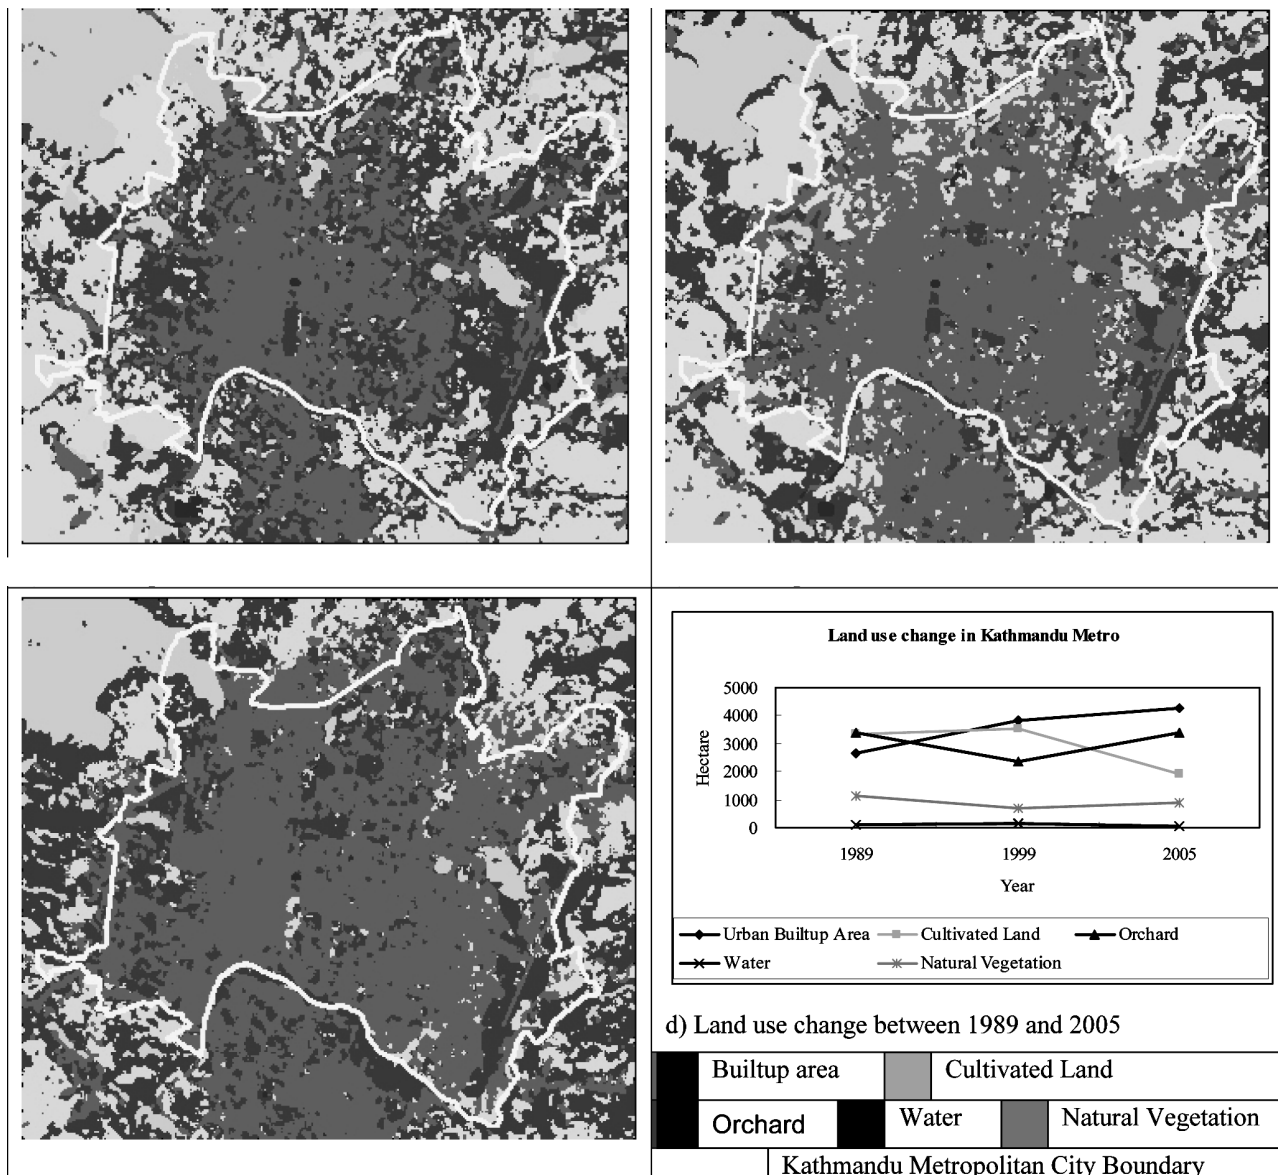 Land use change in Kathmandu Metro
5000
4000
3000
2000
1000
0
Hectare
1989 1999 2005
Year
Urban Builtup Area Cultivated Land Orchard
Water Natural Vegetation
d) Land use change between 1989 and 2005
Builtup area Cultivated Land
Orchard Water Natural Vegetation
Kathmandu Metropolitan City Boundary